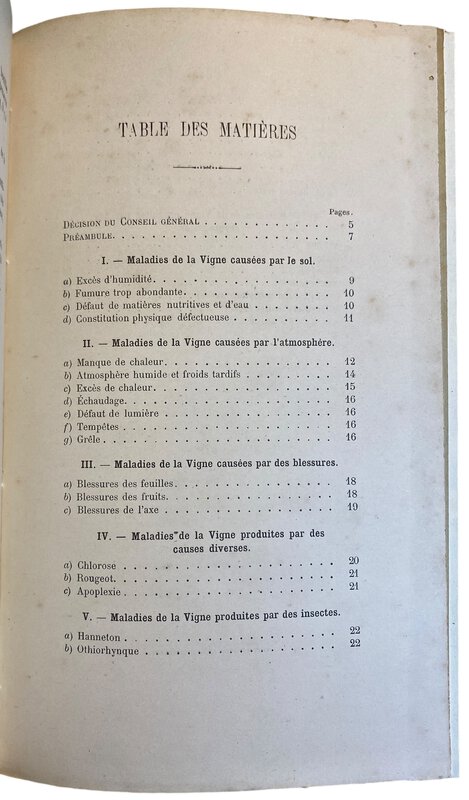 TABLE DES MATIÈRES
Pages.
Décision du Conseil général . . . . . . . . . . . . 5
Préambule. . . . . . . . . . . . . . . . . . . . 7
I. — Maladies de la Vigne causées par le sol.
a) Excès d'humidité. . . . . . . . . . . . . . . . 9
b) Fumure trop abondante. . . . . . . . . . . . . 10
c) Défaut de matières nutritives et d'eau . . . . . . . 10
d) Constitution physique défectueuse . . . . . . . . . 11
II. — Maladies de la Vigne causées par l'atmosphère.
a) Manque de chaleur . . . . . . . . . . . . . . . 12
b) Atmosphère humide et froids tardifs . . . . . . . . 14
c) Excès de chaleur. . . . . . . . . . . . . . . . 15
d) Échaudage. . . . . . . . . . . . . . . . . . . 16
e) Défaut de lumière . . . . . . . . . . . . . . . 16
f) Tempêtes . . . . . . . . . . . . . . . . . . . 16
g) Grêle . . . . . . . . . . . . . . . . . . . . . 16
III. — Maladies de la Vigne causées par des blessures.
a) Blessures des feuilles. . . . . . . . . . . . . . 18
b) Blessures des fruits. . . . . . . . . . . . . . . 18
c) Blessures de l'axe . . . . . . . . . . . . . . . 19
IV. — Maladies de la Vigne produites par des
causes diverses.
a) Chlorose . . . . . . . . . . . . . . . . . . . 20
b) Rougeot. . . . . . . . . . . . . . . . . . . . 21
c) Apoplexie . . . . . . . . . . . . . . . . . . . 21
V. — Maladies de la Vigne produites par des insectes.
a) Hanneton . . . . . . . . . . . . . . . . . . . 22
b) Othiorhynque . . . . . . . . . . . . . . . . . 22